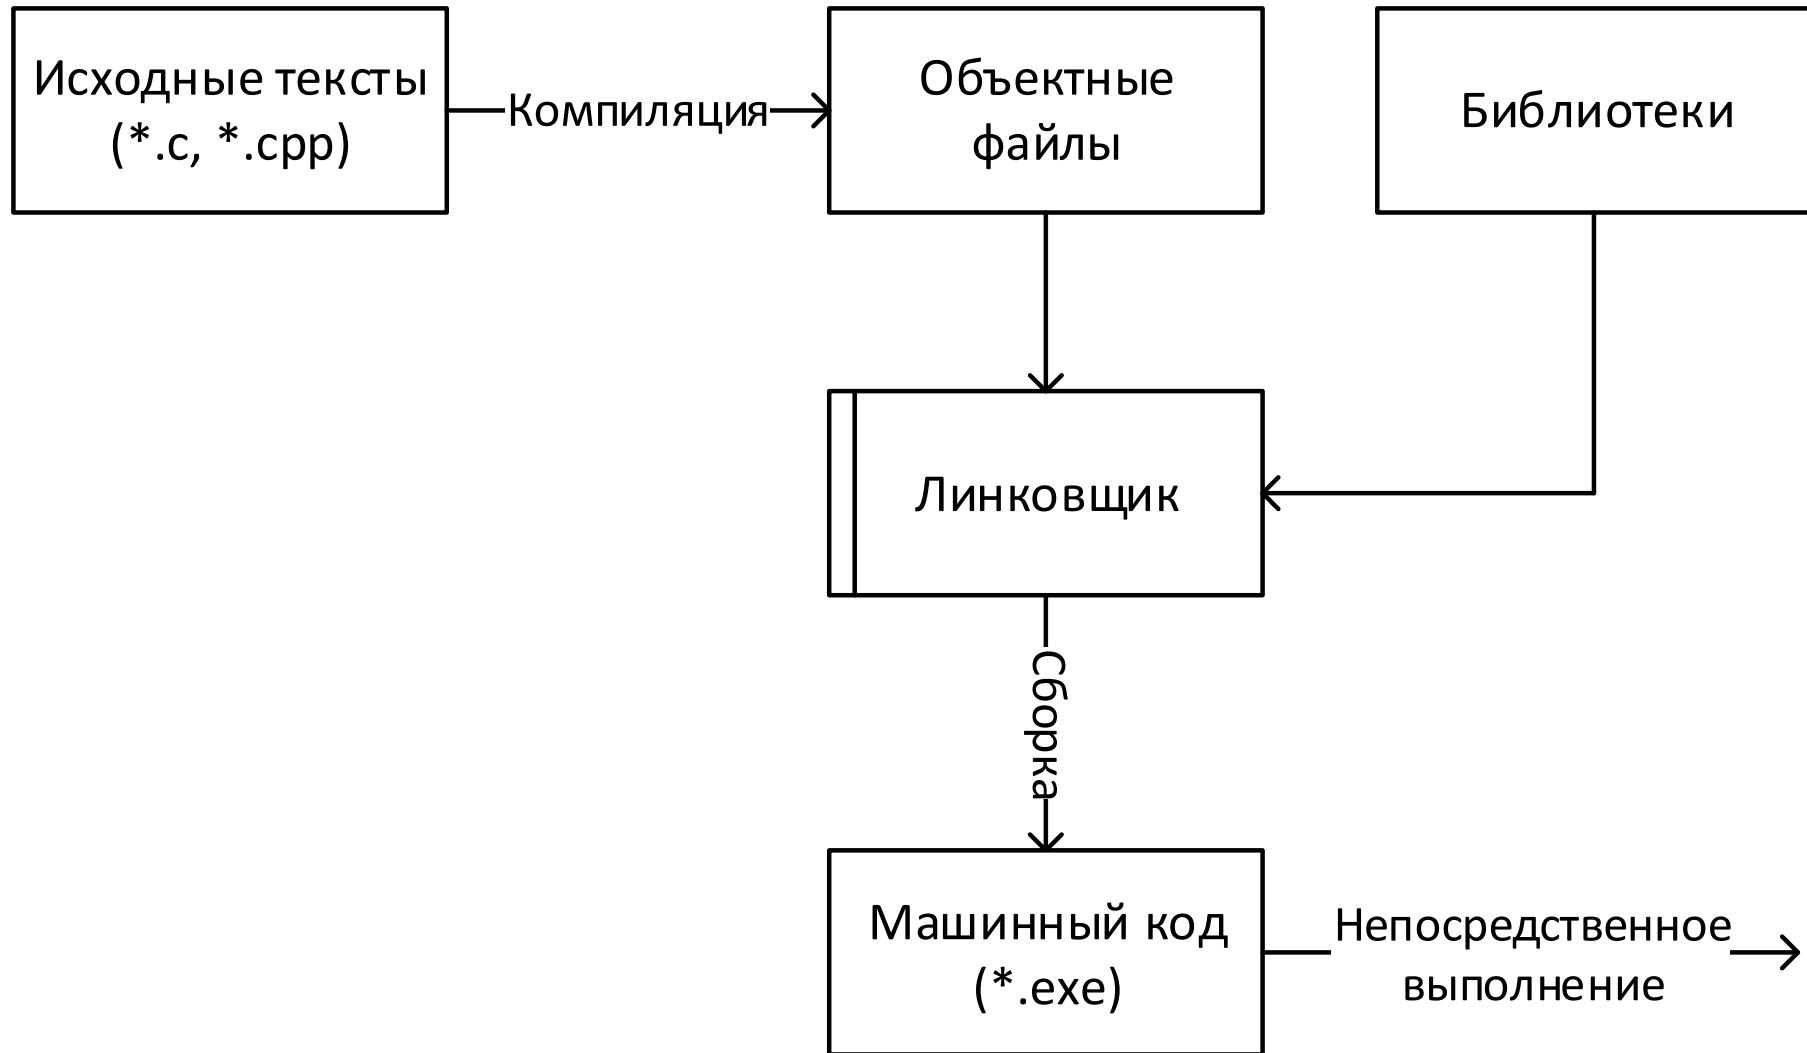 Исходные тексты
(*.c, *.cpp)
Компиляция
Объектные
файлы
Библиотеки
Линковщик
Сборка
Машинный код
(*.exe)
Непосредственное
выполнение